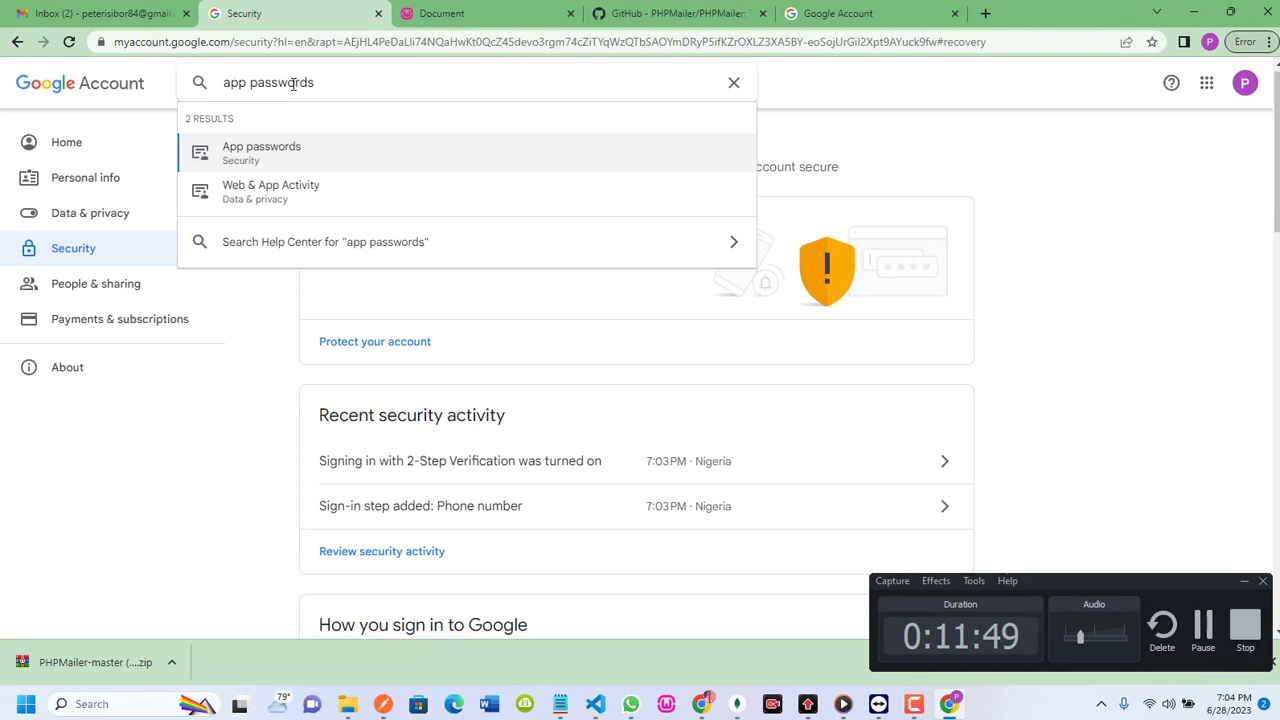 Inbox (2) - peterisibor84@gmail.
Security
Document
GitHub - PHPMailer/PHPMailer:
Google Account
myaccount.google.com/security?hl=en&rapt=
#recovery
Error
Google Account
app passwords
P
2 RESULTS
App passwords
Security
Web & App Activity
Data & privacy
Search Help Center for "app passwords"
Home
Personal info
Data & privacy
Security
People & sharing
Payments & subscriptions
About
ccount secure
Protect your account
Recent security activity
Signing in with 2-Step Verification was turned on
7:03 PM · Nigeria
Sign-in step added: Phone number
7:03 PM · Nigeria
Review security activity
How you sign in to Google
Capture Effects Tools Help
Duration
Audio
0:11:49
Delete
Pause
Stop
PHPMailer-master (....zip
Search
79°
7:04 PM
6/28/2023
2